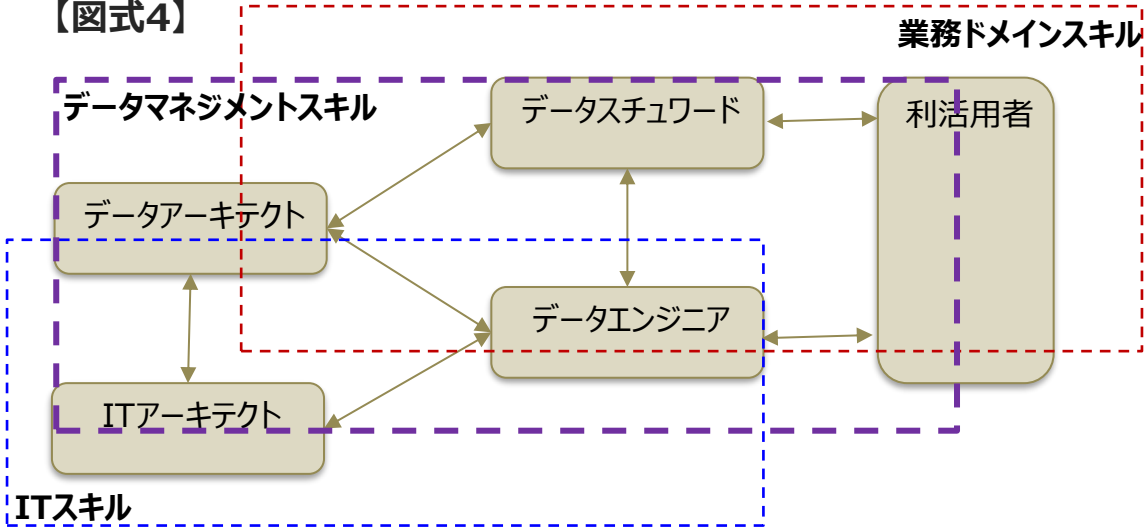 【図式4】
業務ドメインスキル
データマネジメントスキル
データスチュワード
利活用者
データアーキテクト
データエンジニア
ITアーキテクト
ITスキル